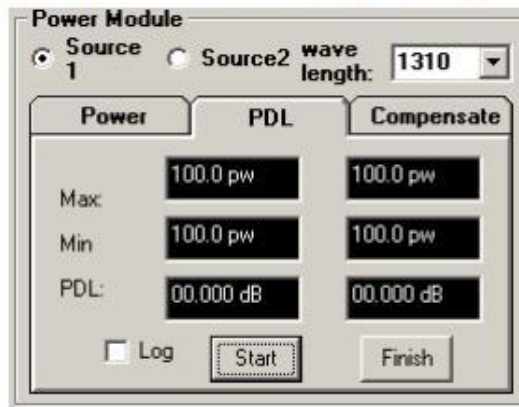 Power Module
Source 1 Source2 wave length: 1310
Power PDL Compensate
Max: 100.0 pw 100.0 pw
Min 100.0 pw 100.0 pw
PDL: 00.000 dB 00.000 dB
Log Start Finish